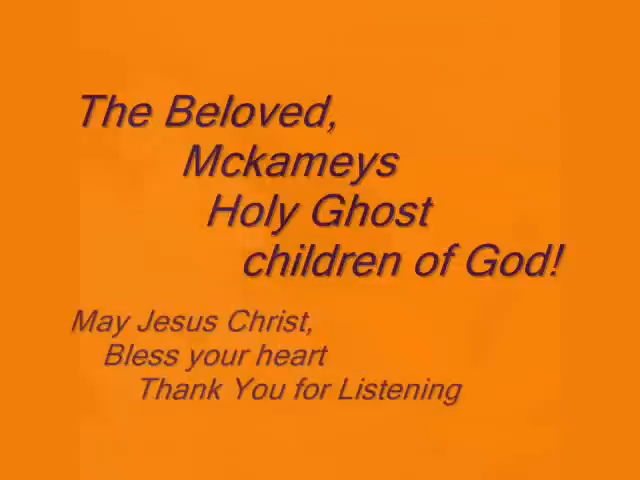 The Beloved,
Mckameys
Holy Ghost
children of God!
May Jesus Christ,
Bless your heart
Thank You for Listening